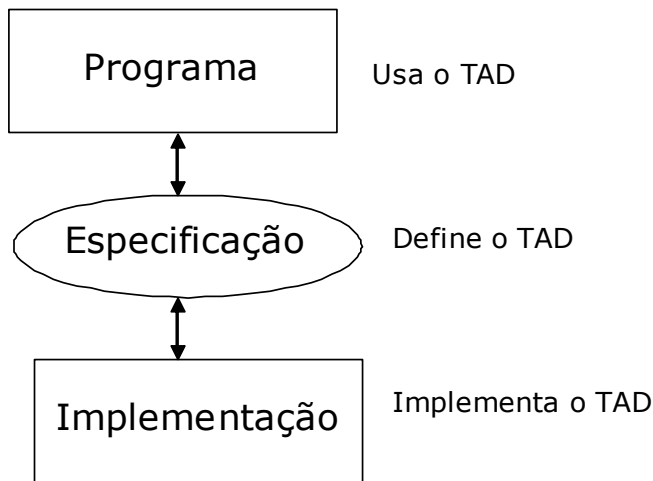 Programa
Usa o TAD
Especificação
Define o TAD
Implementação
Implementa o TAD